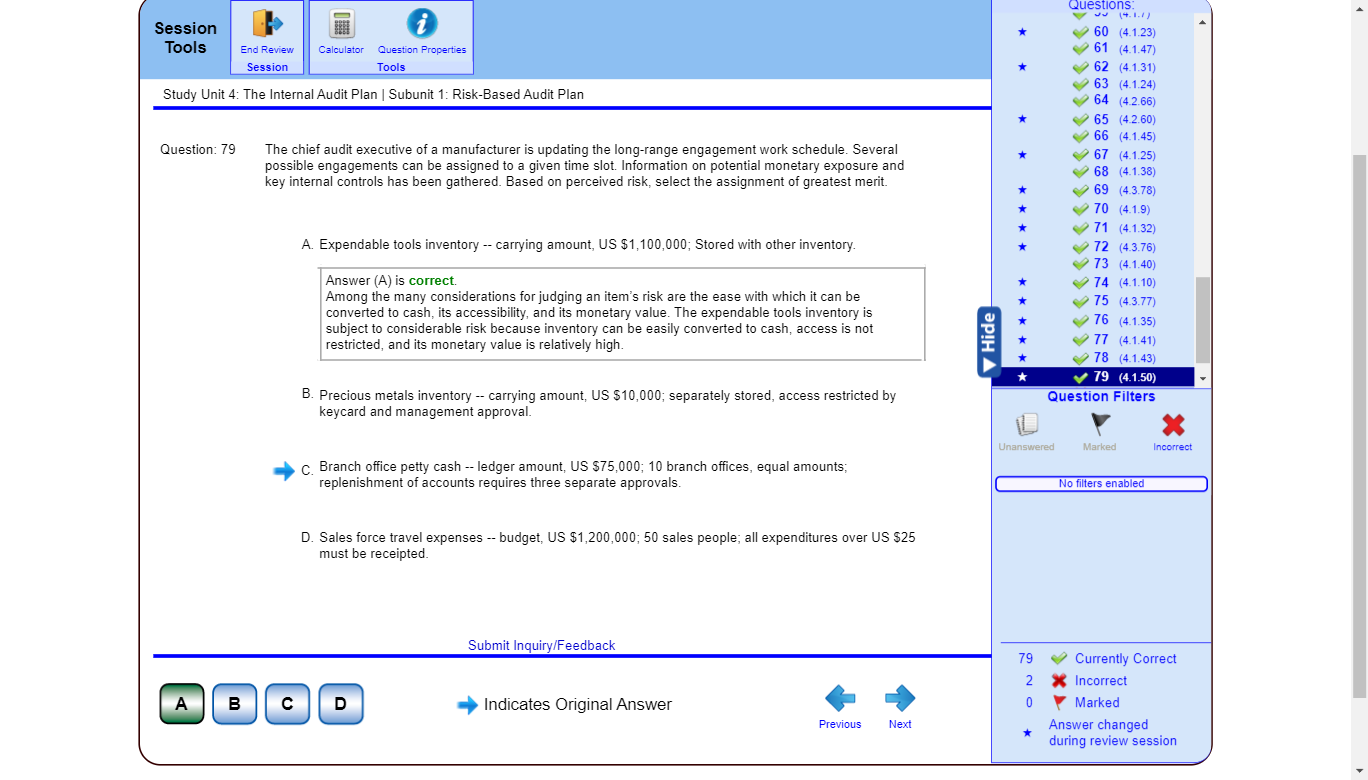 Session
Tools
End Review
Session
Calculator
Question Properties
Tools
Study Unit 4: The Internal Audit Plan | Subunit 1: Risk-Based Audit Plan
Question: 79
The chief audit executive of a manufacturer is updating the long-range engagement work schedule. Several
possible engagements can be assigned to a given time slot. Information on potential monetary exposure and
key internal controls has been gathered. Based on perceived risk, select the assignment of greatest merit.
A. Expendable tools inventory -- carrying amount, US $1,100,000; Stored with other inventory.
Answer (A) is correct.
Among the many considerations for judging an item's risk are the ease with which it can be
converted to cash, its accessibility, and its monetary value. The expendable tools inventory is
subject to considerable risk because inventory can be easily converted to cash, access is not
restricted, and its monetary value is relatively high.
B. Precious metals inventory -- carrying amount, US $10,000; separately stored, access restricted by
keycard and management approval.
C. Branch office petty cash -- ledger amount, US $75,000; 10 branch offices, equal amounts;
replenishment of accounts requires three separate approvals.
D. Sales force travel expenses -- budget, US $1,200,000; 50 sales people; all expenditures over US $25
must be receipted.
Submit Inquiry/Feedback
A
B
C
D
Indicates Original Answer
Previous
Next
Questions:
60 (4.1.23)
61 (4.1.47)
62 (4.1.31)
63 (4.1.24)
64 (4.2.66)
65 (4.2.60)
66 (4.1.45)
67 (4.1.25)
68 (4.1.38)
69 (4.3.78)
70 (4.1.9)
71 (4.1.32)
72 (4.3.76)
73 (4.1.40)
74 (4.1.10)
75 (4.3.77)
76 (4.1.35)
77 (4.1.41)
78 (4.1.43)
79 (4.1.50)
Hide
Question Filters
Unanswered
Marked
Incorrect
No filters enabled
79 Currently Correct
2 Incorrect
0 Marked
Answer changed
during review session